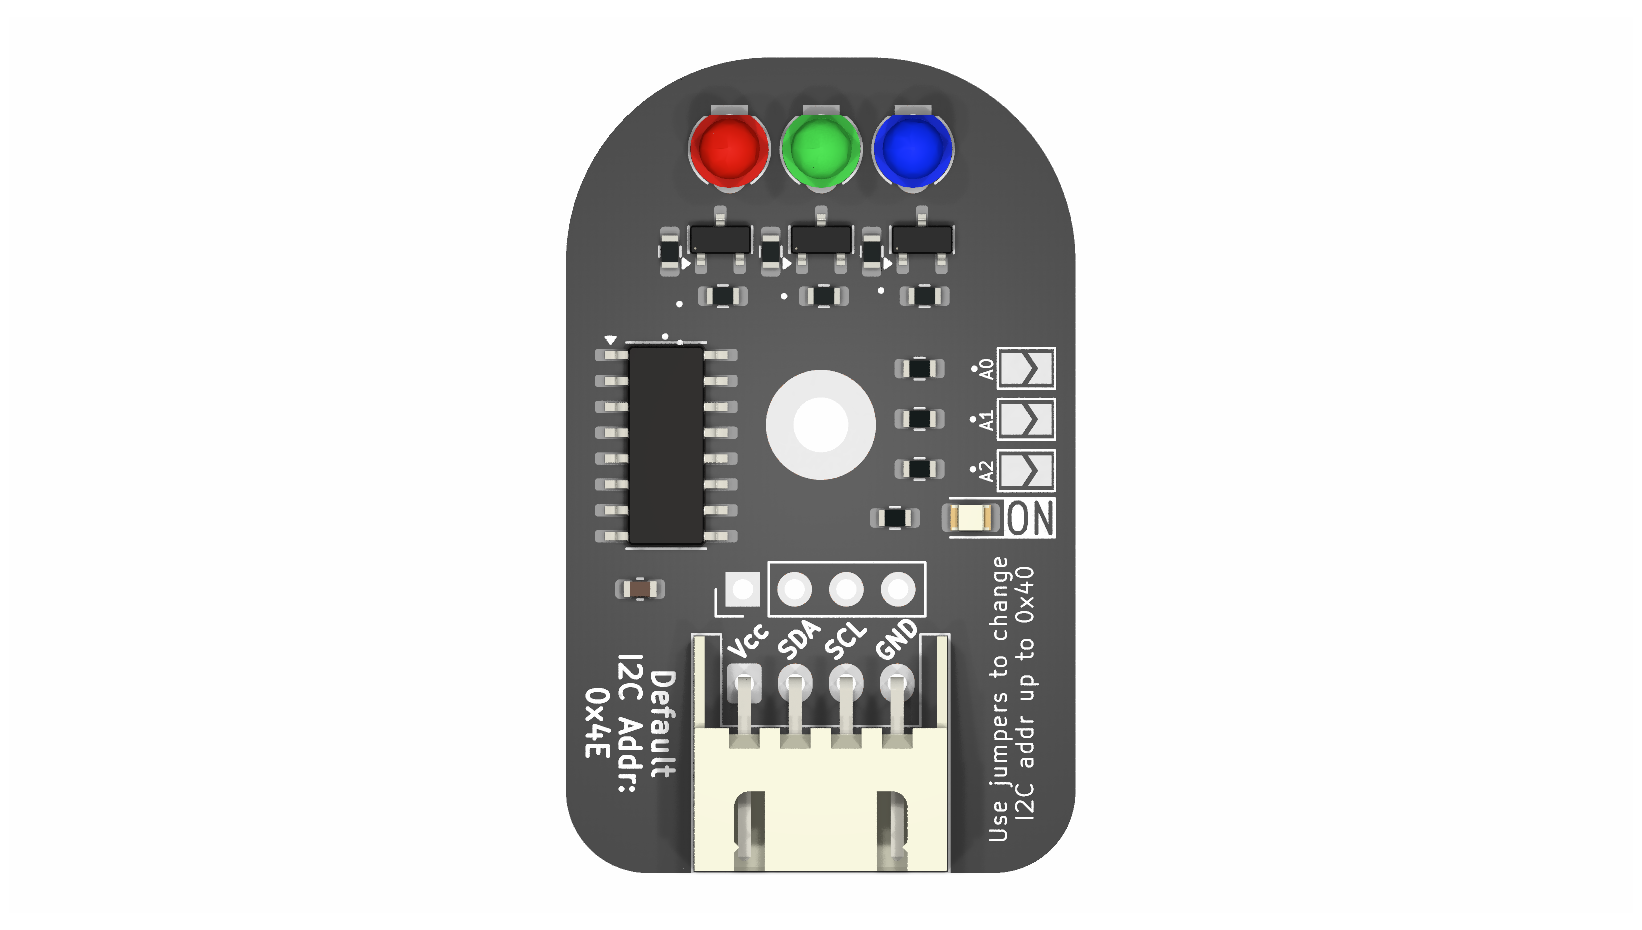 A0
A1
A2
ON
Vcc SDA SCL GND
Default
I2C Addr:
0x4E
Use jumpers to change
I2C addr up to 0x40